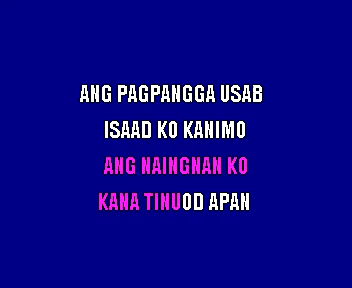 ANG PAGPANGGA USAB
ISAAD KO KANIMO
ANG NAINGNAN KO
KANA TINUOD APAN